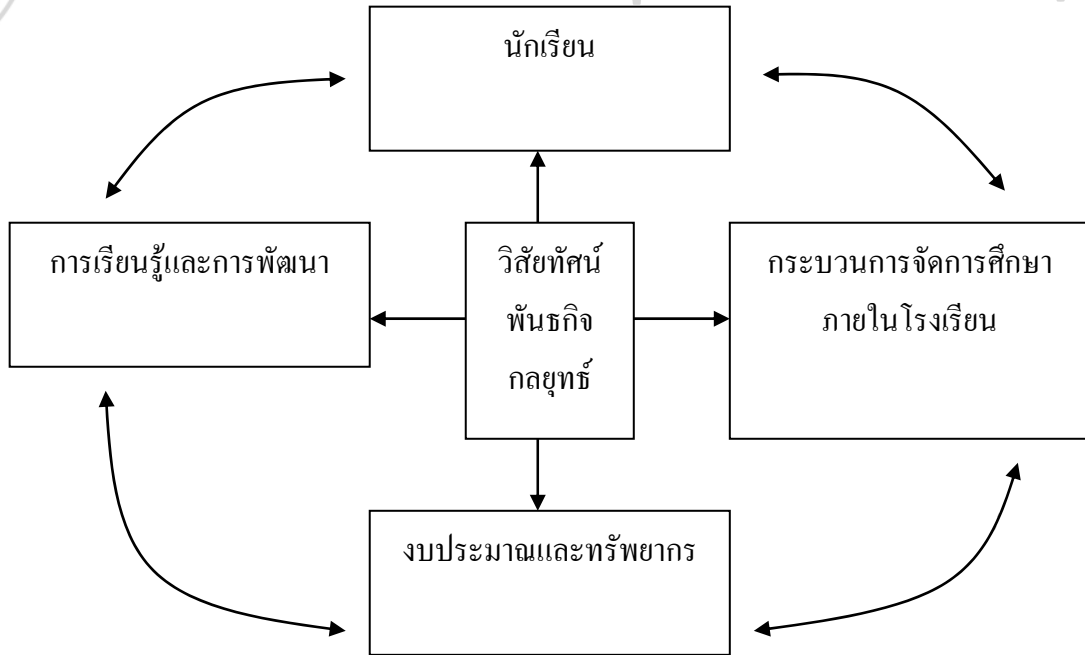 นักเรียน
การเรียนรู้และการพัฒนา
วิสัยทัศน์
พันธกิจ
กลยุทธ์
กระบวนการจัดการศึกษา
ภายในโรงเรียน
งบประมาณและทรัพยากร